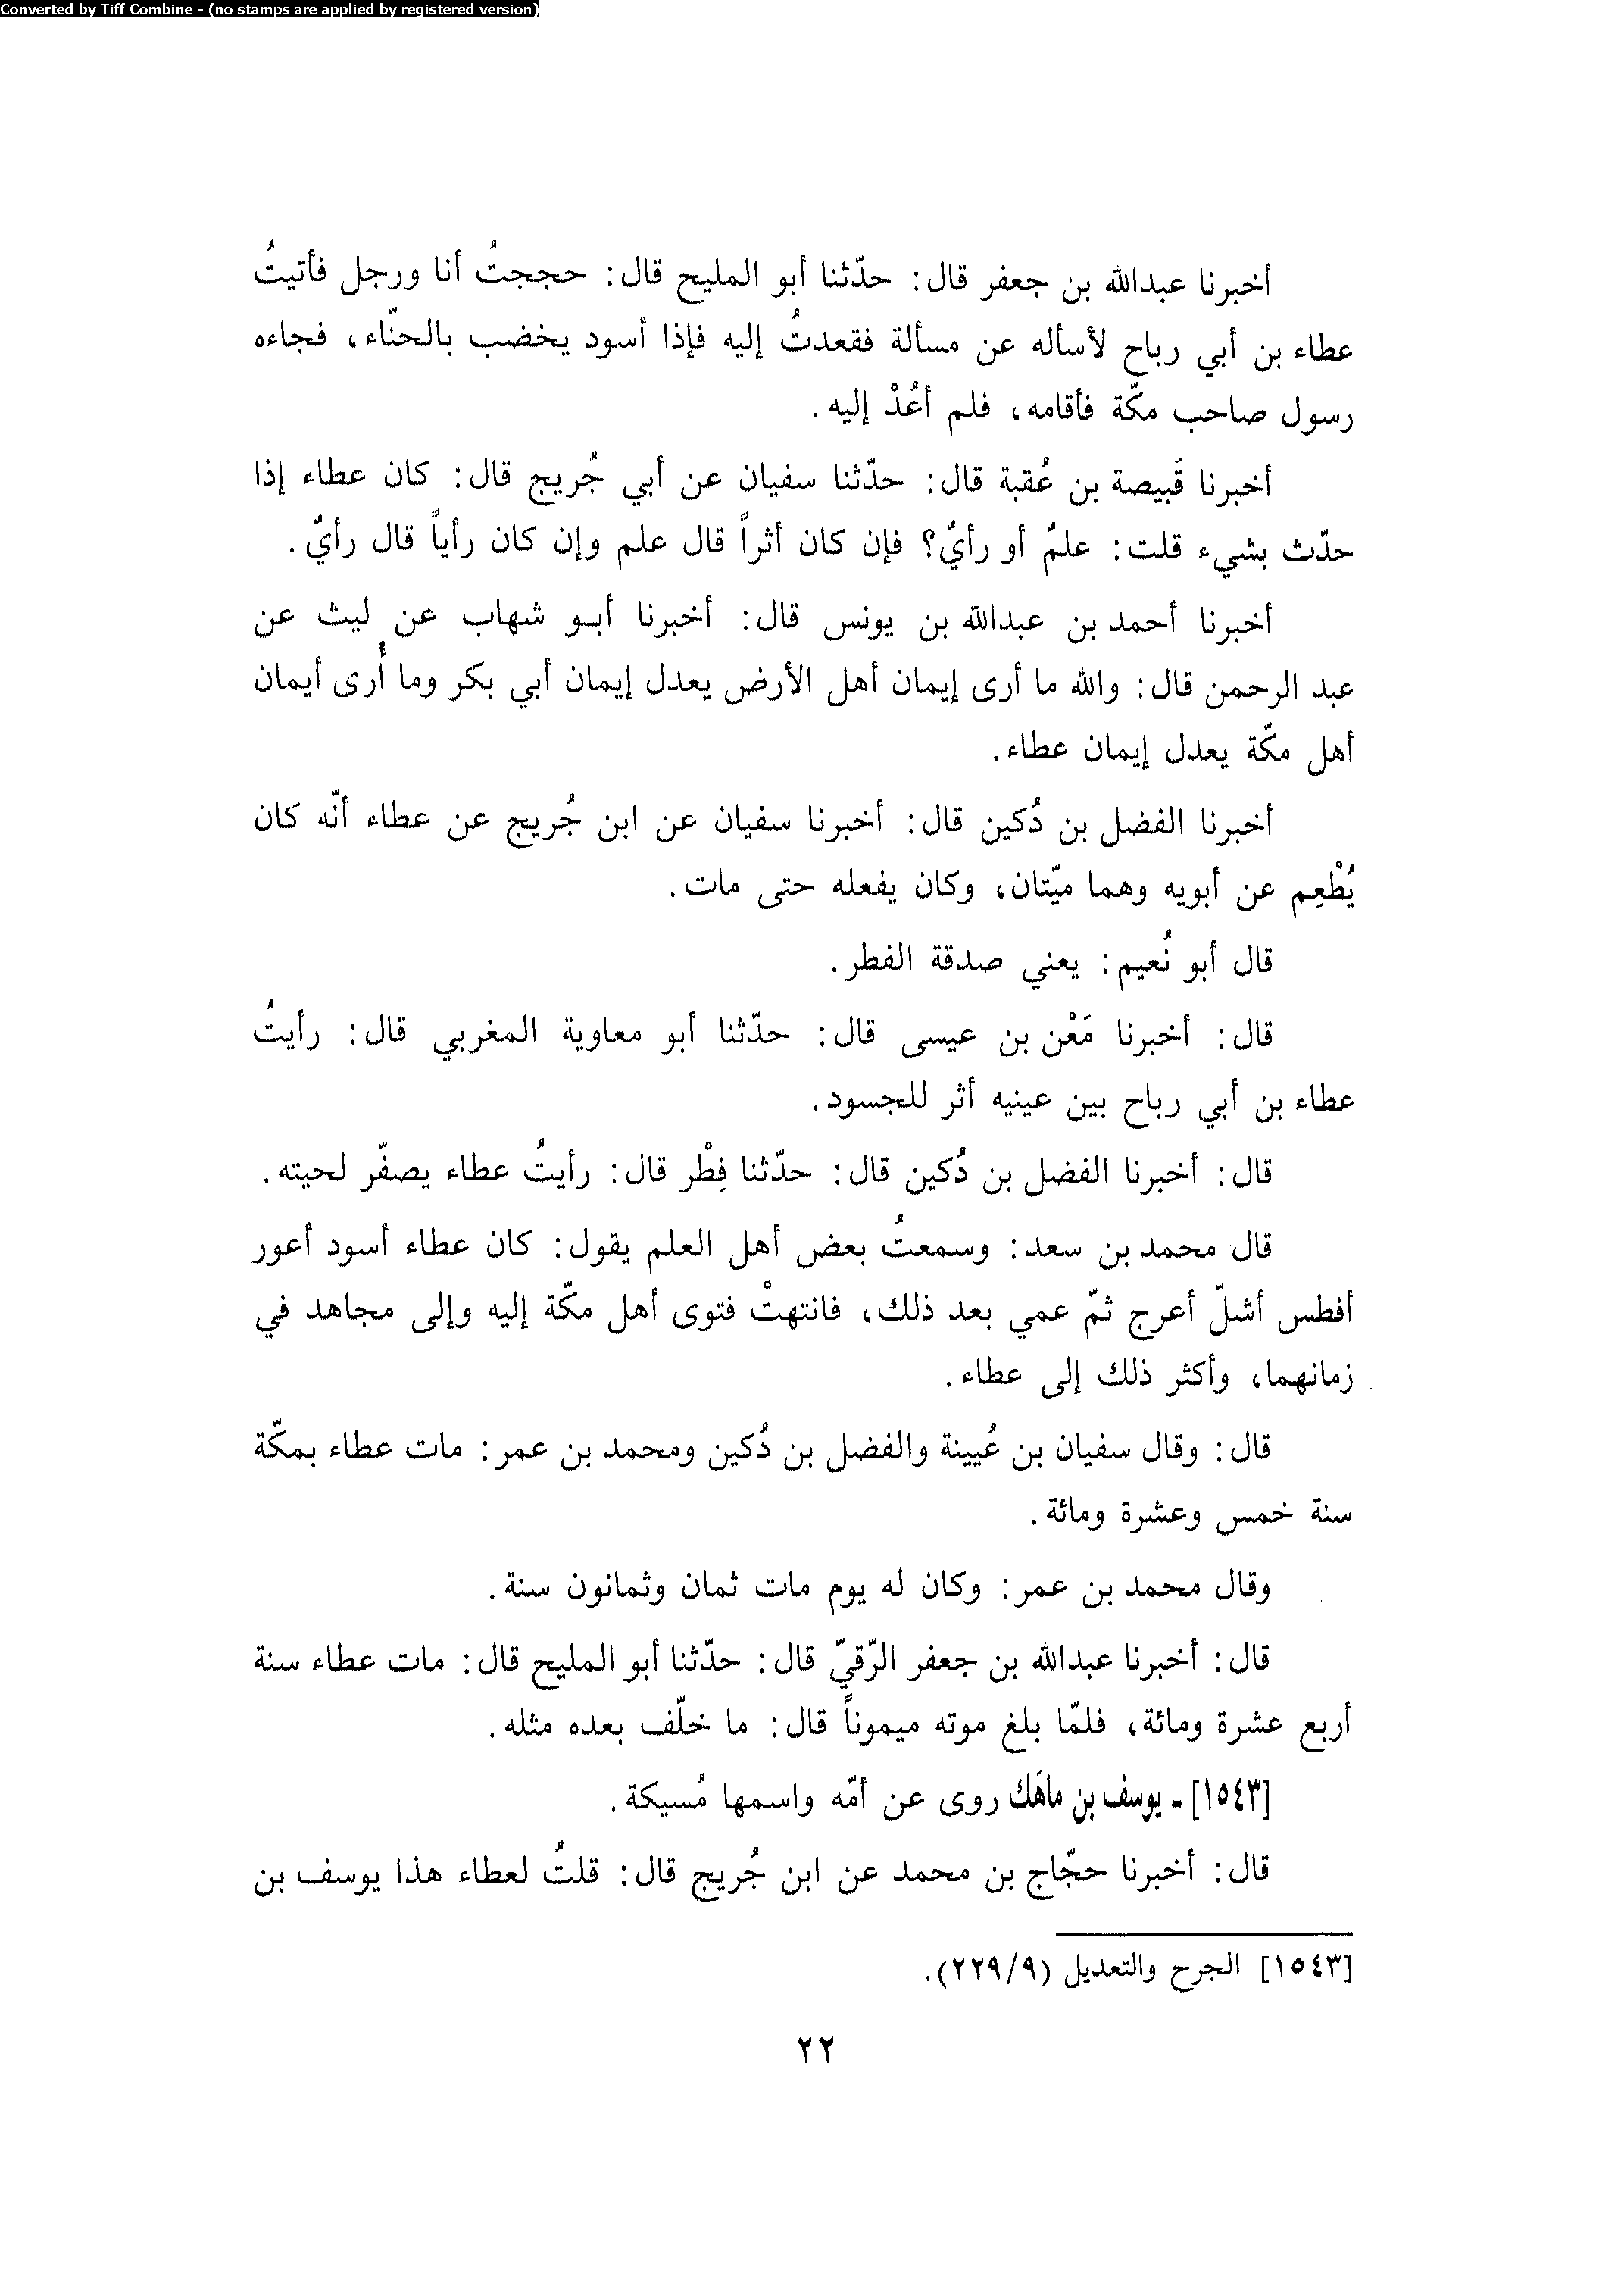 Converted by Tiff Combine - (no stamps are applied by registered version)
أخبرنا عبدالله بن جعفر قال: حدّثنا أبو المليح قال: حججتُ أنا ورجل فأتيتُ
عطاء بن أبي رباح لأسأله عن مسألة فقعدتُ إليه فإذا أسود يخضب بالحنّاء، فجاءه
رسول صاحب مكّة فأقامه، فلم أعُدْ إليه.
أخبرنا قَبيصة بن عُقبة قال: حدّثنا سفيان عن أبي جُريج قال: كان عطاء إذا
حدّث بشيء قلت: علمٌ أو رأيٌ؟ فإن كان أثراً قال علم وإن كان رأياً قال رأيٌ.
أخبرنا أحمد بن عبدالله بن يونس قال: أخبرنا أبو شهاب عن ليث عن
عبد الرحمن قال: والله ما أرى إيمان أهل الأرض يعدل إيمان أبي بكر وما أُرى أيمان
أهل مكّة يعدل إيمان عطاء.
أخبرنا الفضل بن دُكين قال: أخبرنا سفيان عن ابن جُريج عن عطاء أنّه كان
يُطْعِم عن أبويه وهما ميّتان، وكان يفعله حتى مات.
قال أبو نُعيم: يعني صدقة الفطر.
قال: أخبرنا مَعْن بن عيسى قال: حدّثنا أبو معاوية المغربي قال: رأيتُ
عطاء بن أبي رباح بين عينيه أثر للجسود.
قال: أخبرنا الفضل بن دُكين قال: حدّثنا فِطْر قال: رأيتُ عطاء يصفّر لحيته.
قال محمد بن سعد: وسمعتُ بعض أهل العلم يقول: كان عطاء أسود أعور
أفطس أشلّ أعرج ثمّ عمي بعد ذلك، فانتهتْ فتوى أهل مكّة إليه وإلى مجاهد في
زمانهما، وأكثر ذلك إلى عطاء.
قال: وقال سفيان بن عُيينة والفضل بن دُكين ومحمد بن عمر: مات عطاء بمكّة
سنة خمس وعشرة ومائة.
وقال محمد بن عمر: وكان له يوم مات ثمان وثمانون سنة.
قال: أخبرنا عبدالله بن جعفر الرّقيّ قال: حدّثنا أبو المليح قال: مات عطاء سنة
أربع عشرة ومائة، فلمّا بلغ موته ميموناً قال: ما خلّف بعده مثله.
[١٥٤٣] - يوسف بن ماهَك روى عن أمّه واسمها مُسيكة.
قال: أخبرنا حجّاج بن محمد عن ابن جُريج قال: قلتُ لعطاء هذا يوسف بن
[١٥٤٣] الجرح والتعديل (٢٢٩/٩).
٢٢